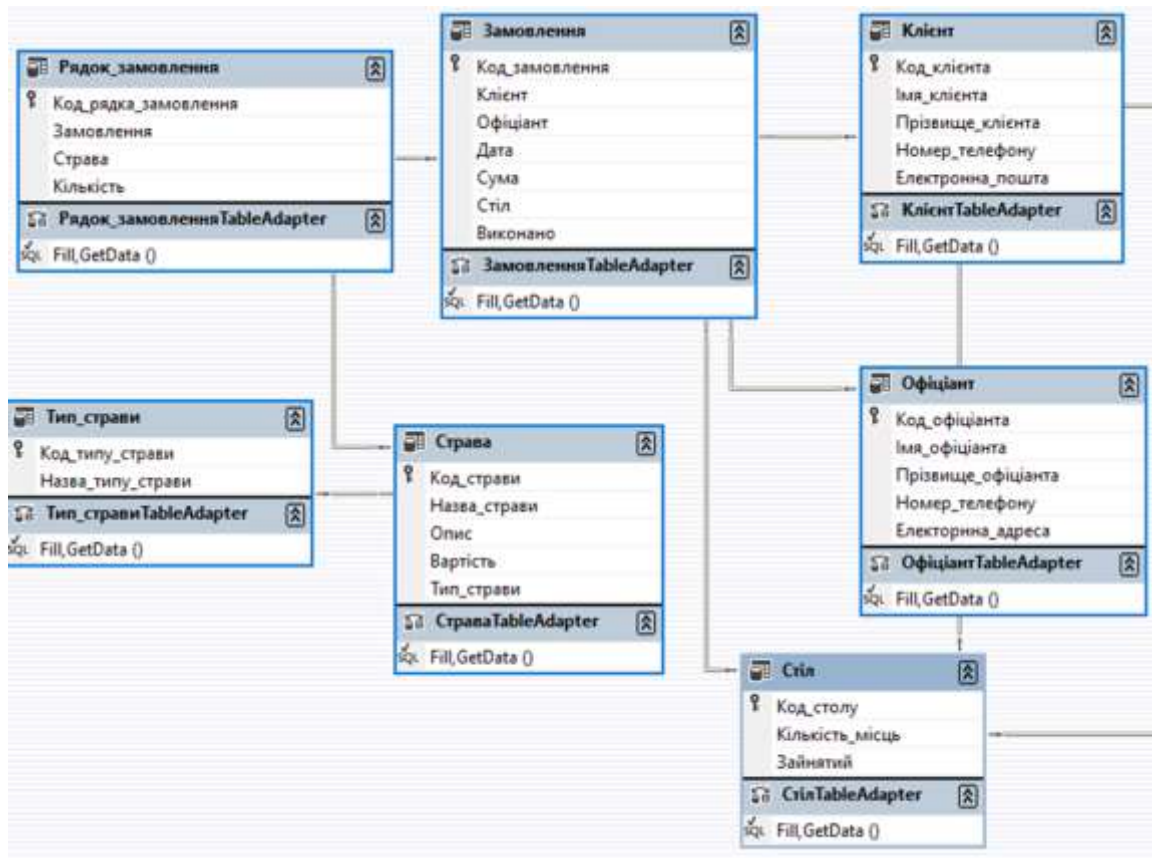 Рядок_замовлення
Код_рядка_замовлення
Замовлення
Страва
Кількість
Рядок_замовленняTableAdapter
Fill,GetData ()
Замовлення
Код_замовлення
Клієнт
Офіціант
Дата
Сума
Стіл
Виконано
ЗамовленняTableAdapter
Fill,GetData ()
Клієнт
Код_клієнта
Імя_клієнта
Прізвище_клієнта
Номер_телефону
Електронна_пошта
КлієнтTableAdapter
Fill,GetData ()
Тип_страви
Код_типу_страви
Назва_типу_страви
Тип_стравиTableAdapter
Fill,GetData ()
Страва
Код_страви
Назва_страви
Опис
Вартість
Тип_страви
СтраваTableAdapter
Fill,GetData ()
Офіціант
Код_офіціанта
Імя_офіціанта
Прізвище_офіціанта
Номер_телефону
Електорнна_адреса
ОфіціантTableAdapter
Fill,GetData ()
Стіл
Код_столу
Кількість_місць
Зайнятий
СтілTableAdapter
Fill,GetData ()